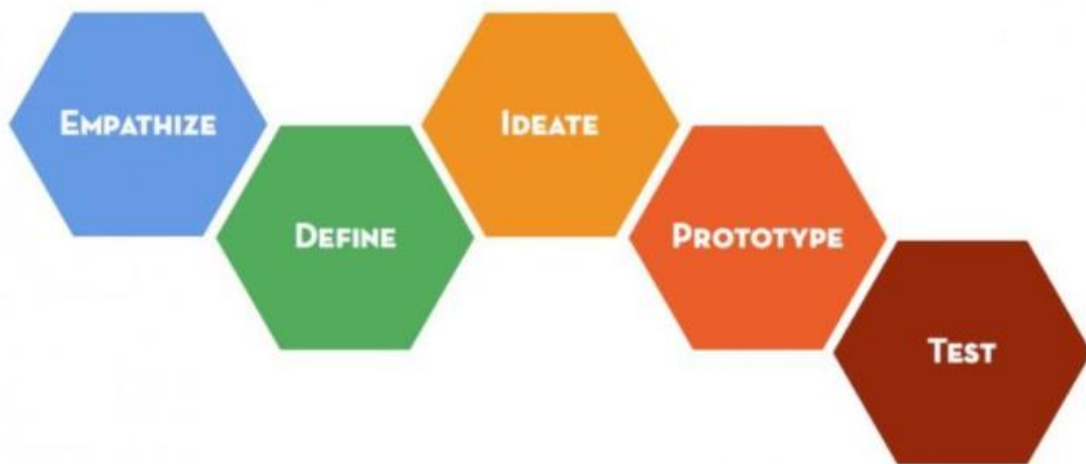 EMPATHIZE
DEFINE
IDEATE
PROTOTYPE
TEST